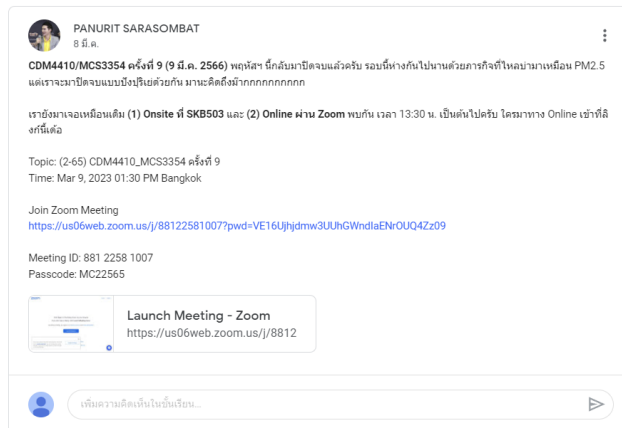 PANURIT SARASOMBAT
8 มี.ค.
CDM4410/MCS3354 ครั้งที่ 9 (9 มี.ค. 2566) พฤหัสฯ นี้กลับมาปิดจบแล้วครับ รอบนี้ห่างกันไปนานด้วยภารกิจที่ไหลบ่ามาเหมือน PM2.5
แต่เราจะมาปิดจบแบบปังปุริเย่ด้วยกัน มานะคิดถึงม้ากกกกกกกกกก
เรายังมาเจอเหมือนเดิม (1) Onsite ที่ SKB503 และ (2) Online ผ่าน Zoom พบกัน เวลา 13:30 น. เป็นต้นไปครับ ใครมาทาง Online เข้าที่ลิ
งก์นี้เด้อ
Topic: (2-65) CDM4410_MCS3354 ครั้งที่ 9
Time: Mar 9, 2023 01:30 PM Bangkok
Join Zoom Meeting
https://us06web.zoom.us/j/88122581007?pwd=VE16Ujhjdmw3UUhGWndlaENrOUQ4Zz09
Meeting ID: 881 2258 1007
Passcode: MC22565
Launch Meeting - Zoom
https://us06web.zoom.us/j/8812
เพิ่มความคิดเห็นในชั้นเรียน...